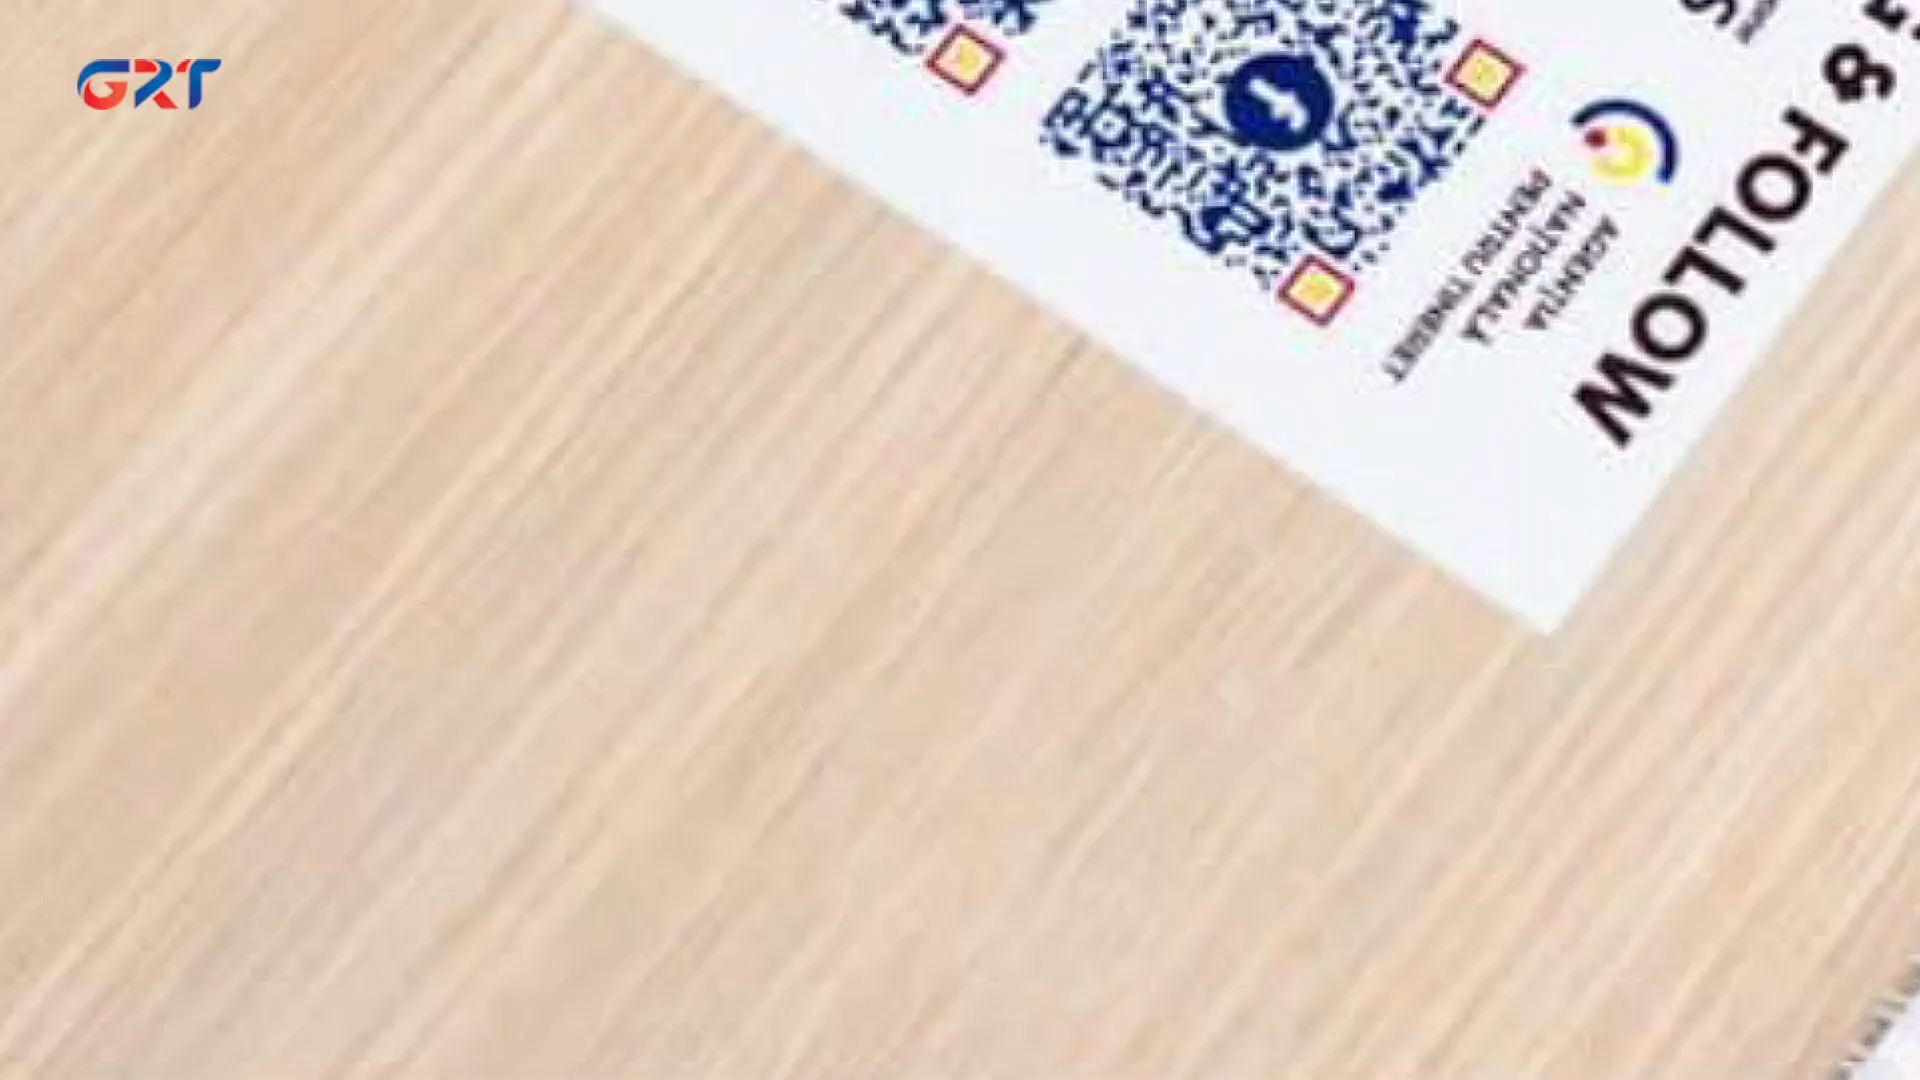 GRT
& FOLLOW
AGENȚIA
NAȚIONALĂ
PENTRU TINERET